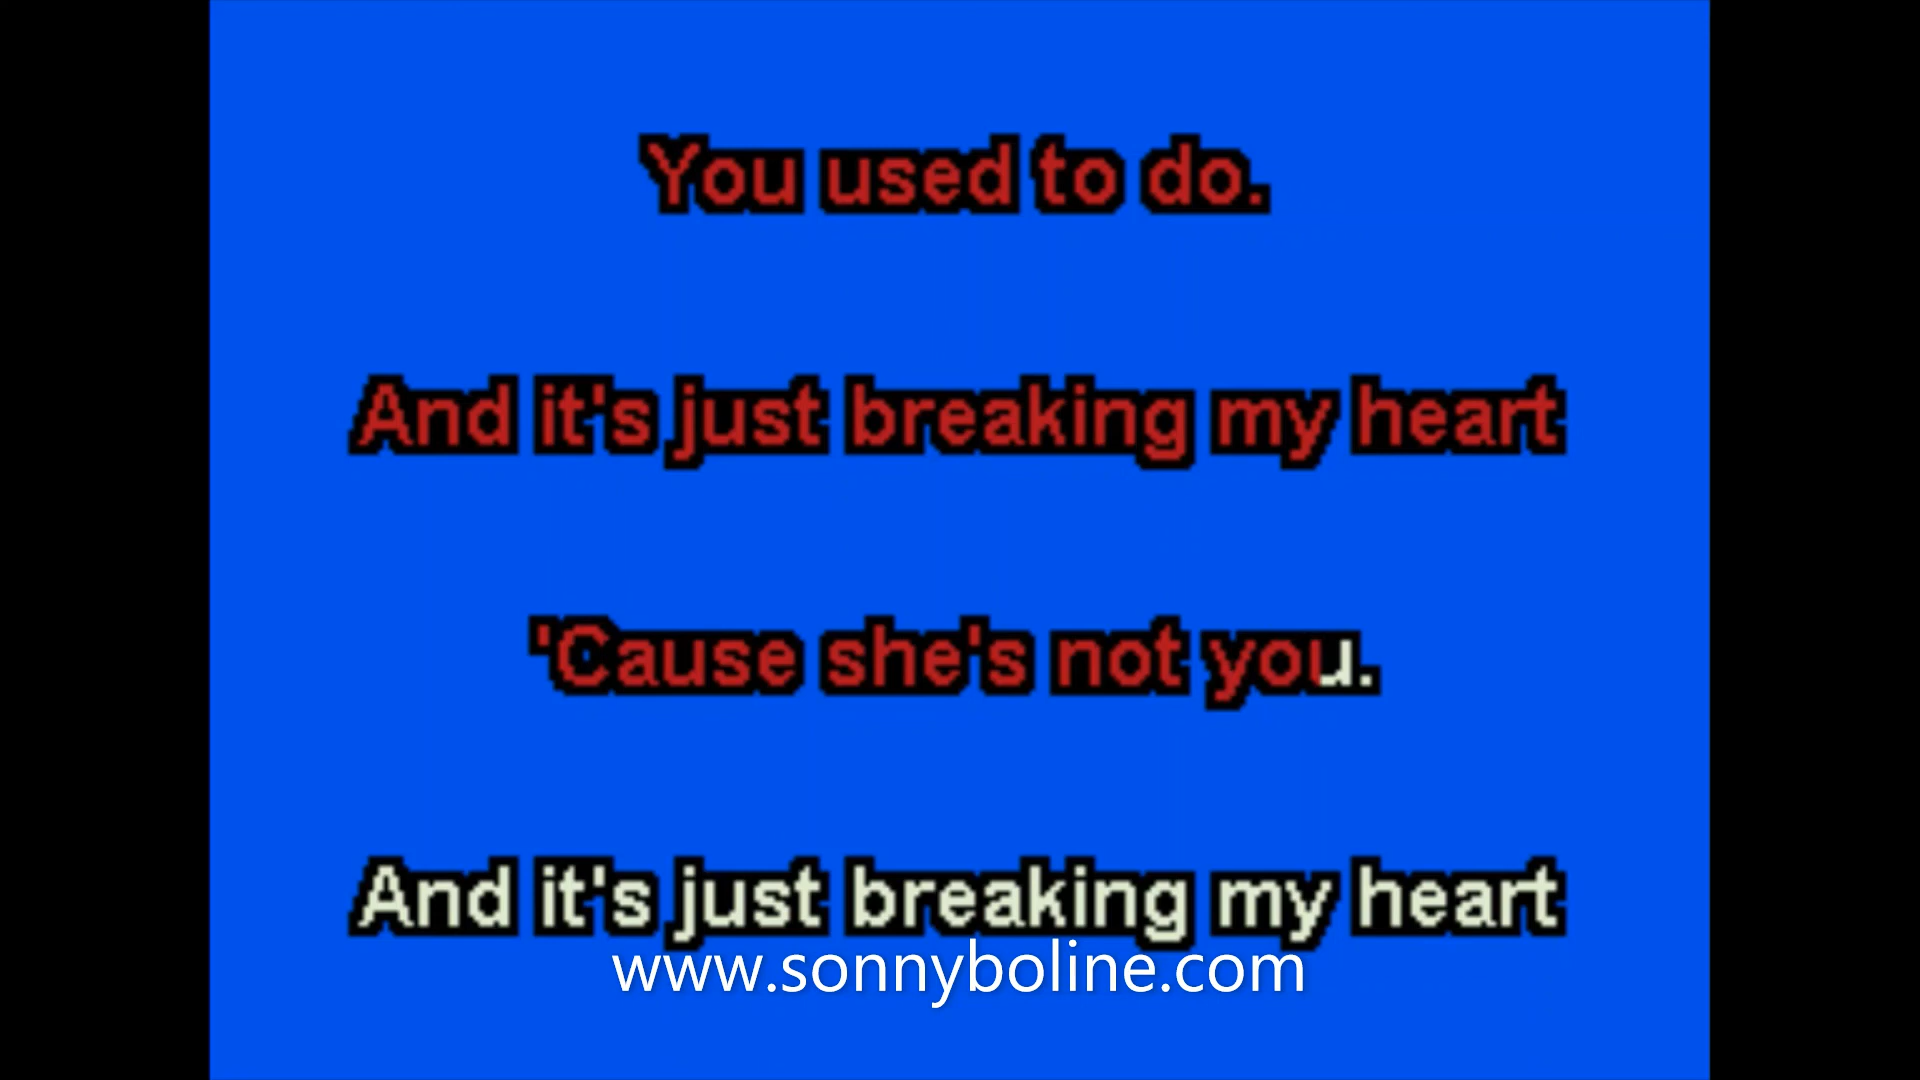 You used to do.
And it's just breaking my heart
'Cause she's not you.
And it's just breaking my heart
www.sonnyboline.com